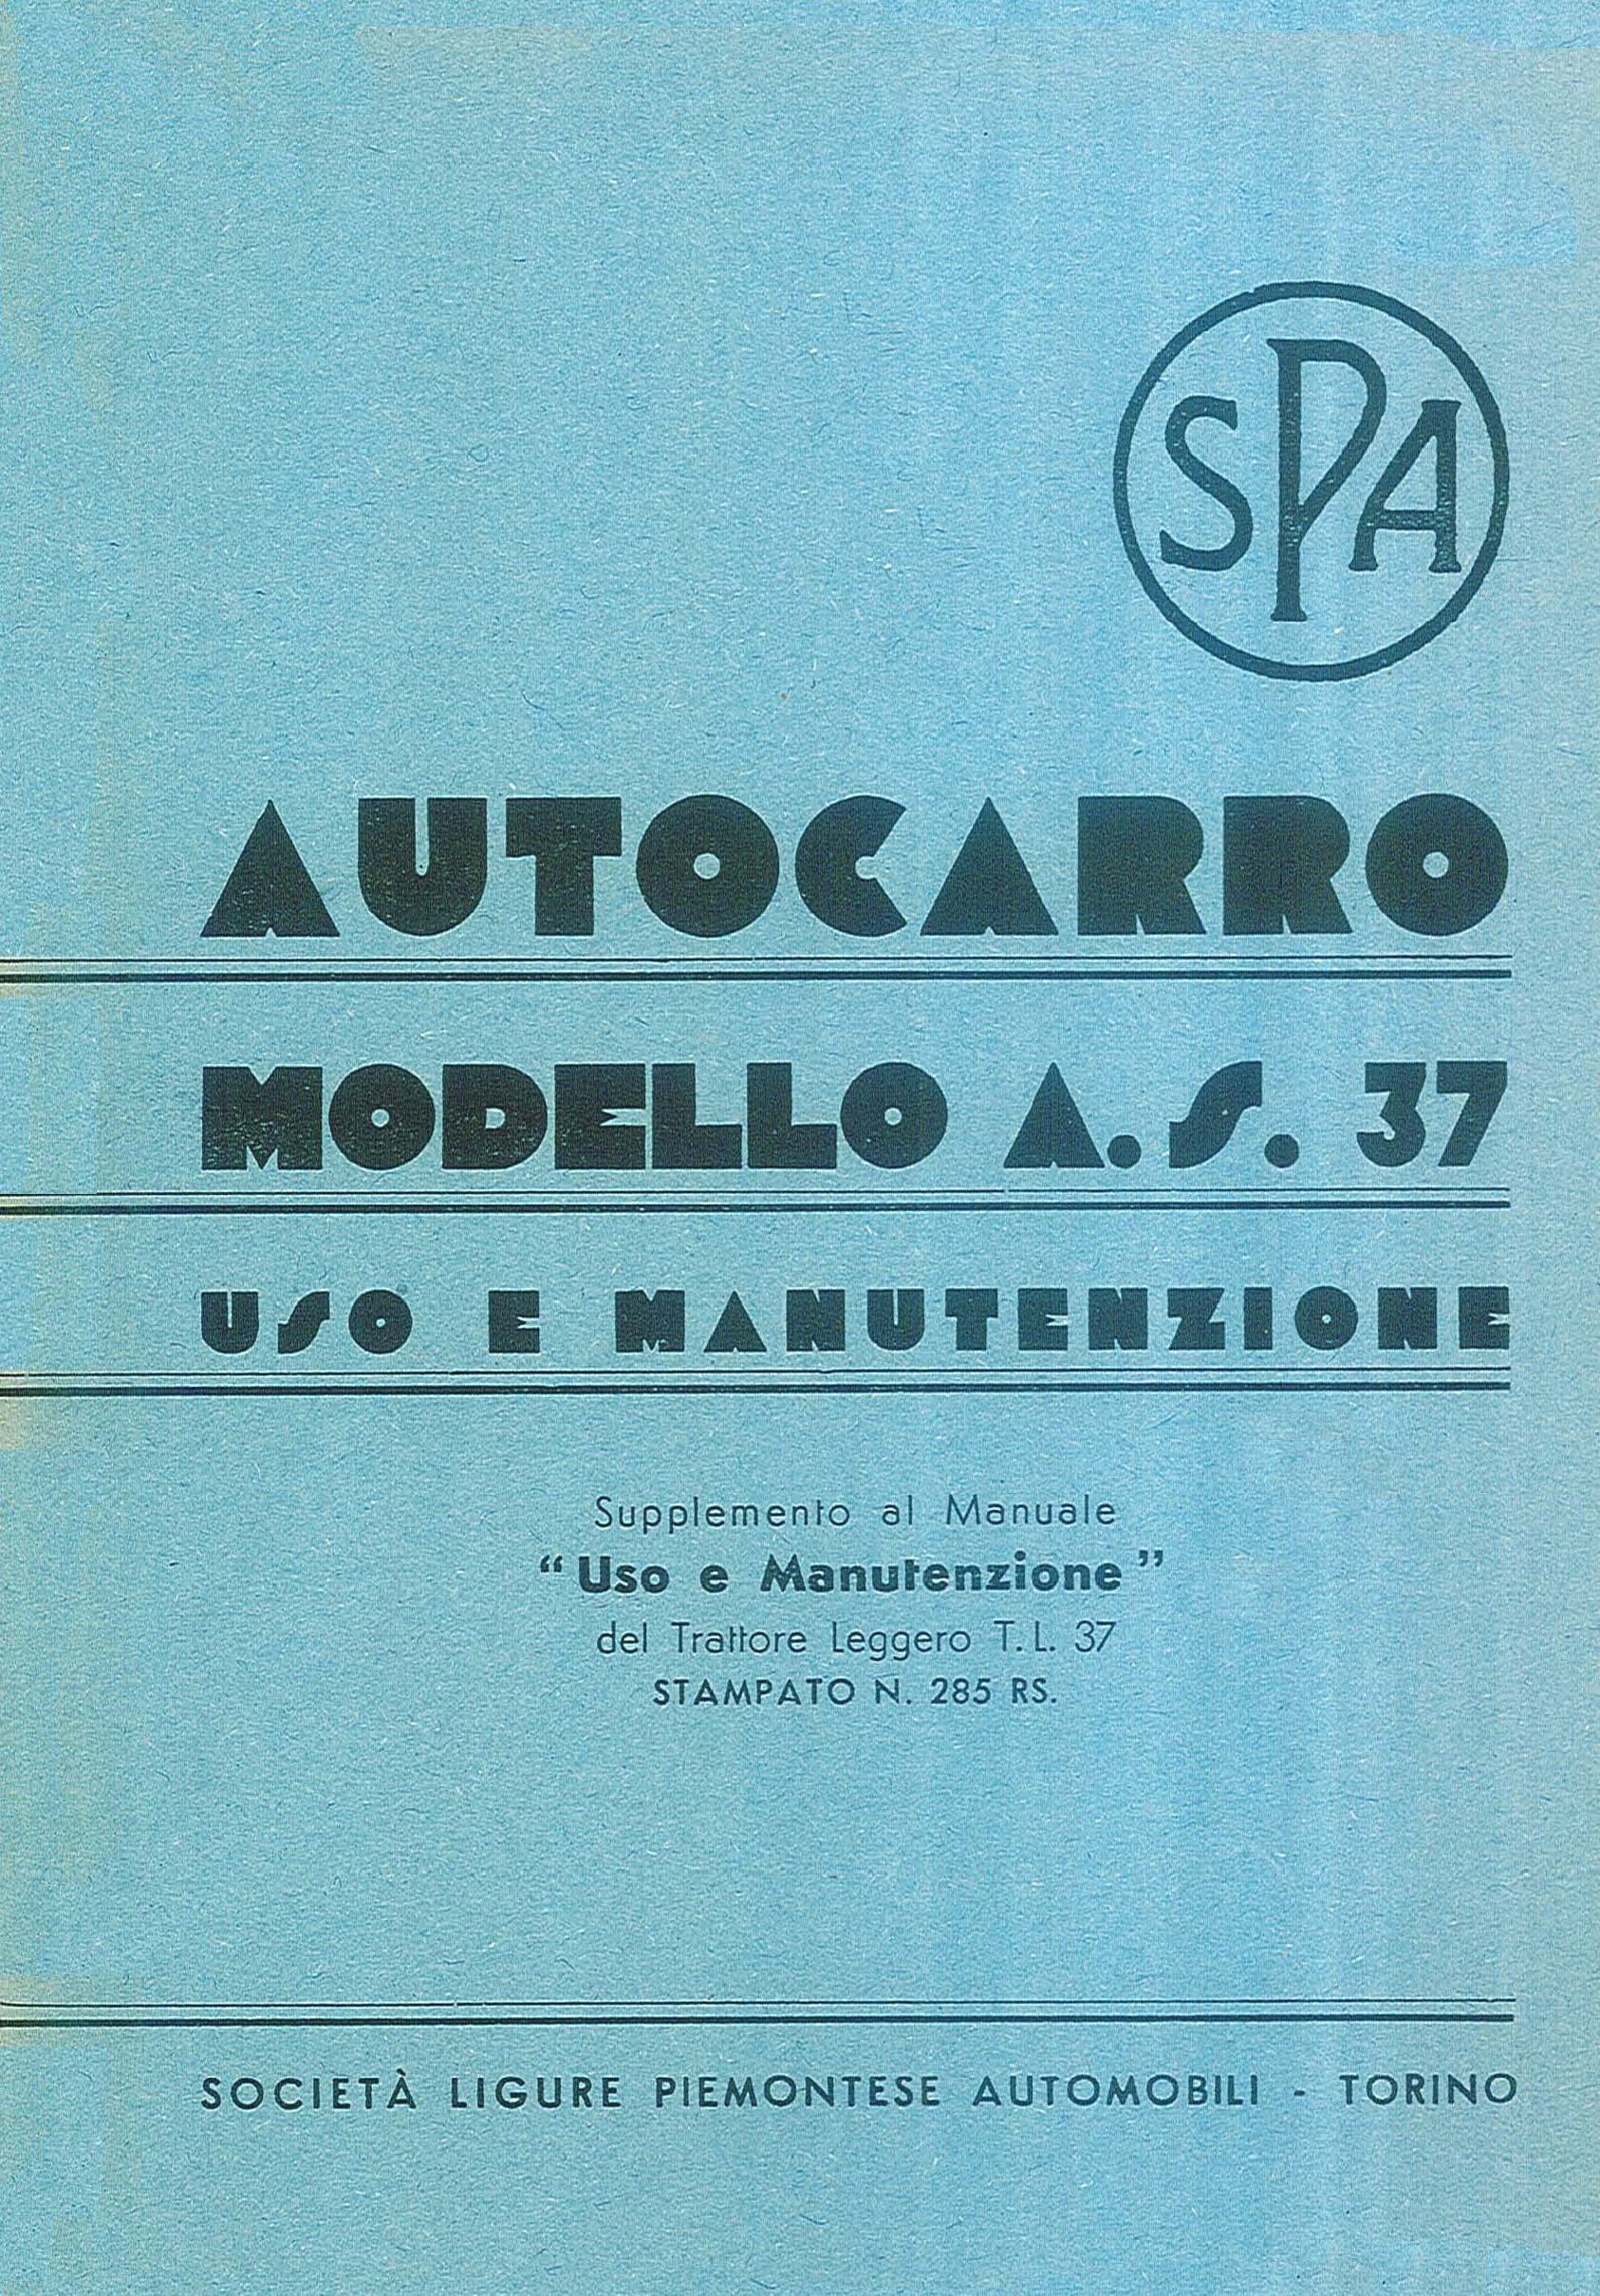 SPA
AUTOCARRO
MODELLO A.S. 37
USO E MANUTENZIONE
Supplemento al Manuale
“Uso e Manutenzione”
del Trattore Leggero T.L. 37
STAMPATO N. 285 RS.
SOCIETÀ LIGURE PIEMONTESE AUTOMOBILI - TORINO